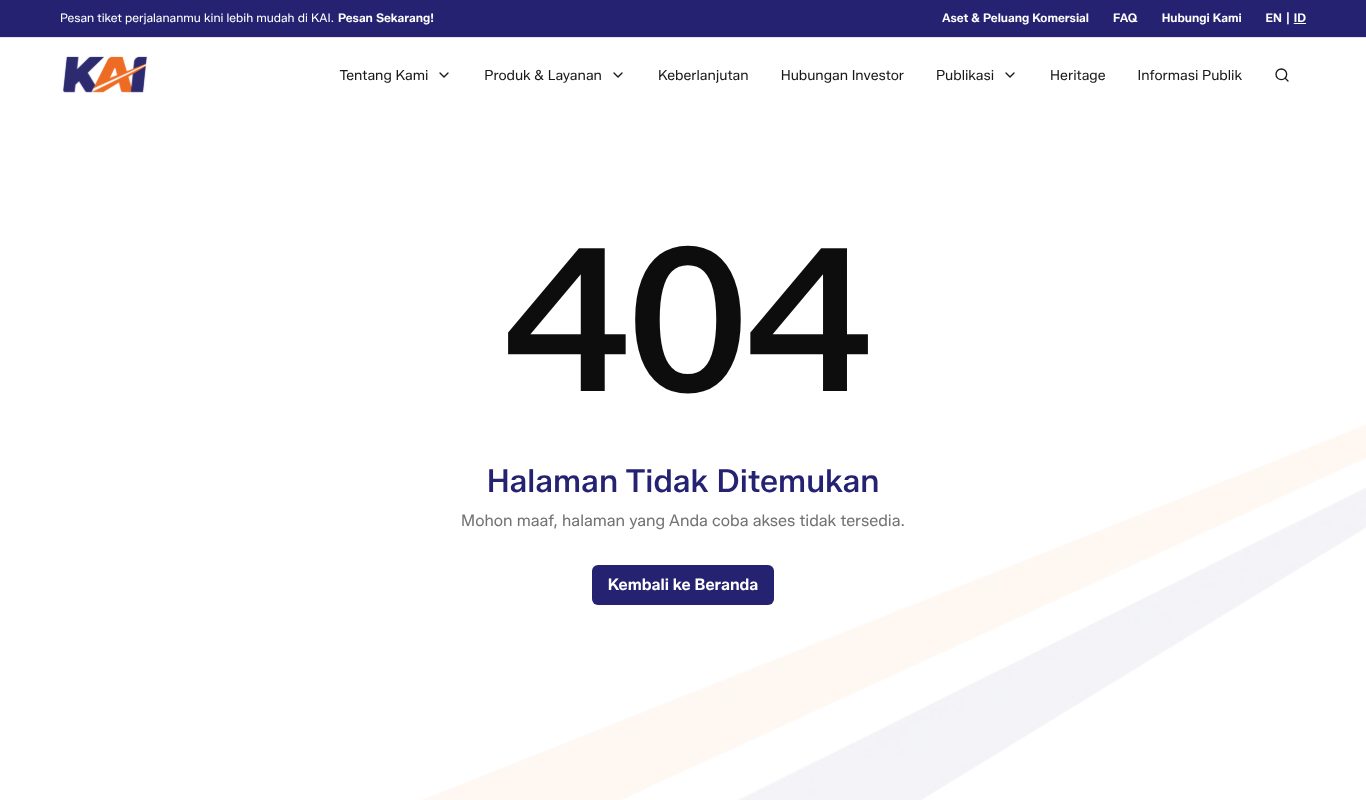 Pesan tiket perjalananmu kini lebih mudah di KAI. Pesan Sekarang!
Aset & Peluang Komersial FAQ Hubungi Kami EN | ID
KAI
Tentang Kami Produk & Layanan Keberlanjutan Hubungan Investor Publikasi Heritage Informasi Publik
404
Halaman Tidak Ditemukan
Mohon maaf, halaman yang Anda coba akses tidak tersedia.
Kembali ke Beranda